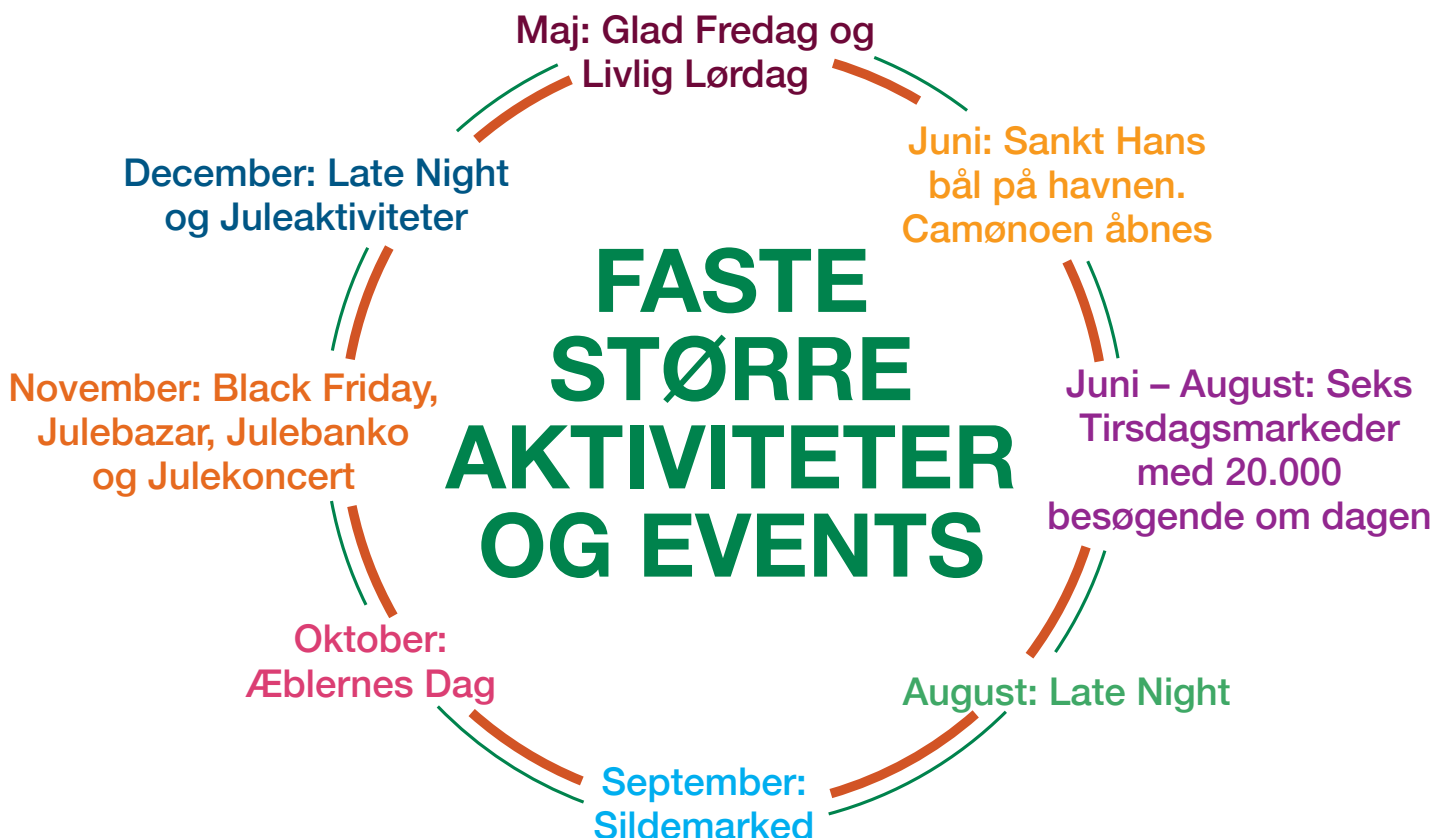 FASTE
STØRRE
AKTIVITETER
OG EVENTS
Maj: Glad Fredag og
Livlig Lørdag
Juni: Sankt Hans
bål på havnen.
Camønoen åbnes
Juni – August: Seks
Tirsdagsmarkeder
med 20.000
besøgende om dagen
August: Late Night
September:
Sildemarked
Oktober:
Æblernes Dag
November: Black Friday,
Julebazar, Julebanko
og Julekoncert
December: Late Night
og Juleaktiviteter